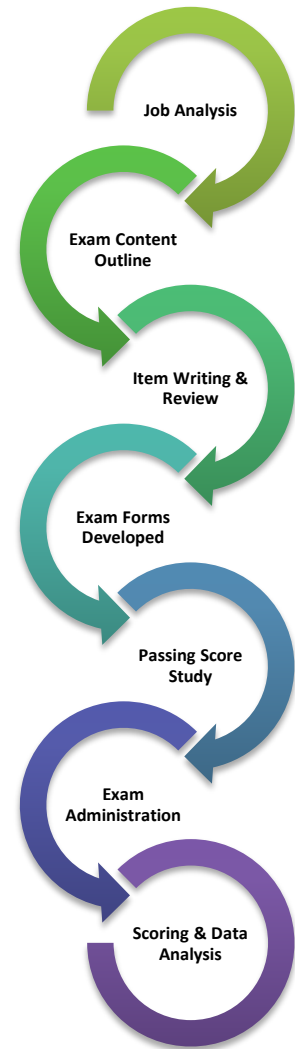 Job Analysis
Exam Content
Outline
Item Writing &
Review
Exam Forms
Developed
Passing Score
Study
Exam
Administration
Scoring & Data
Analysis